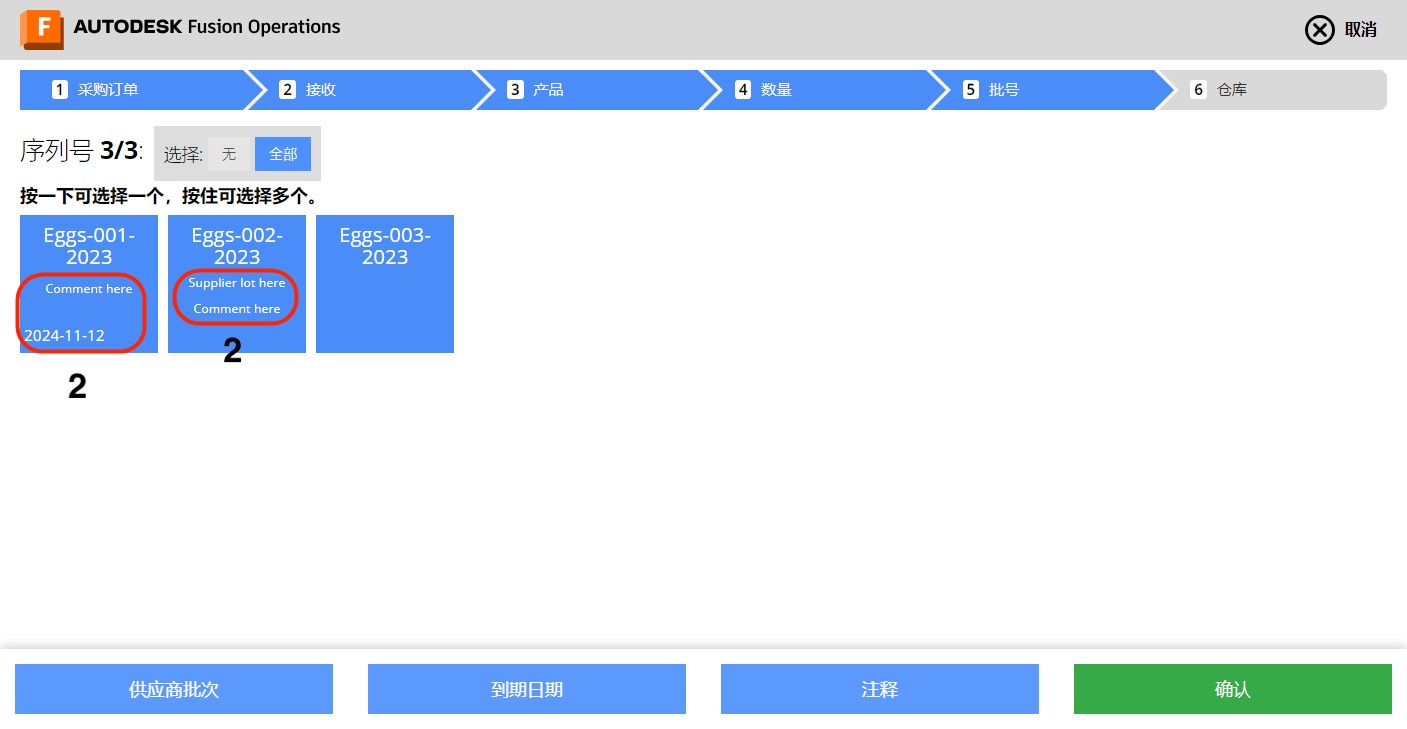 F AUTODESK Fusion Operations
取消
1 采购订单 2 接收 3 产品 4 数量 5 批号 6 仓库
序列号 3/3: 选择: 无 全部
按一下可选择一个，按住可选择多个。
Eggs-001-
2023
Comment here
2024-11-12
2
Eggs-002-
2023
Supplier lot here
Comment here
2
Eggs-003-
2023
供应商批次 到期日期 注释 确认